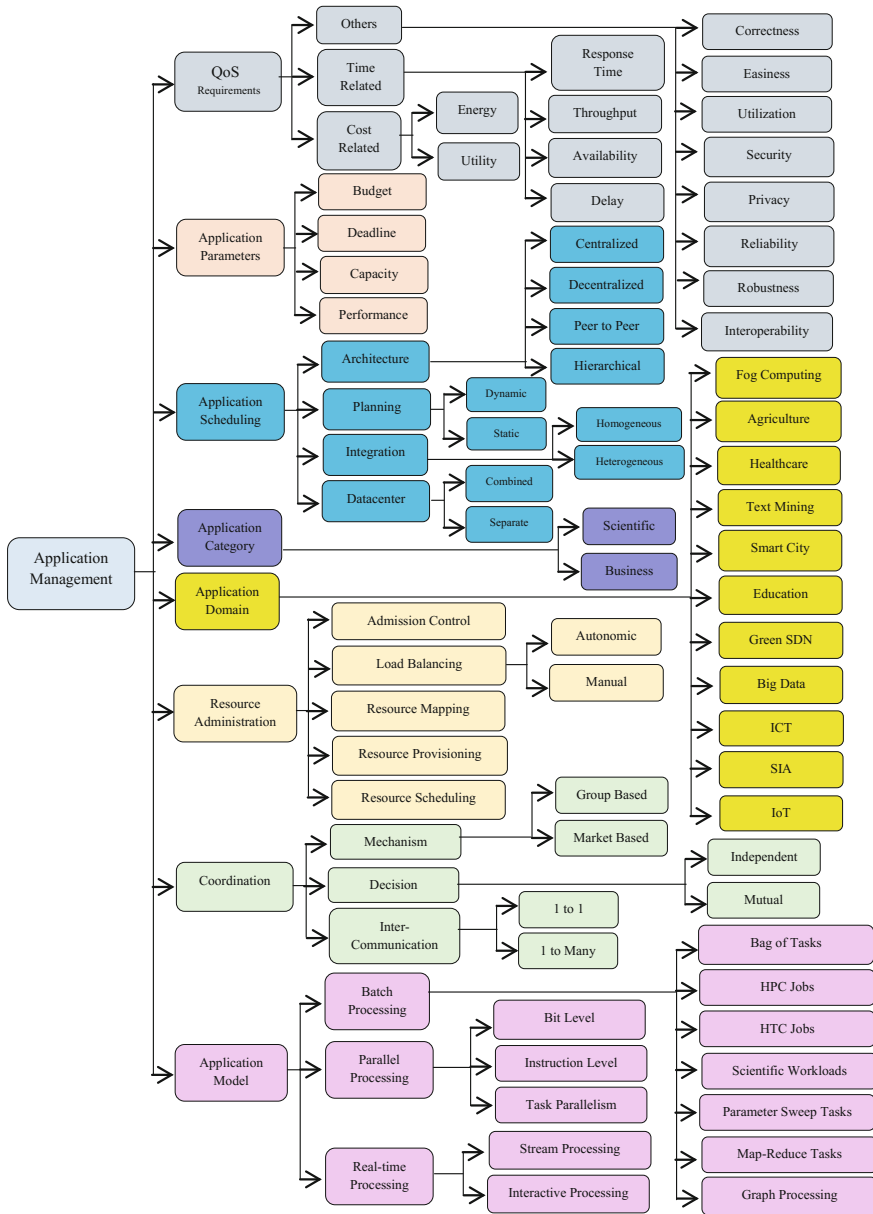 Application
Management
QoS
Requirements
Others
Correctness
Easiness
Utilization
Security
Privacy
Reliability
Robustness
Interoperability
Time
Related
Response
Time
Throughput
Availability
Delay
Cost
Related
Energy
Utility
Application
Parameters
Budget
Deadline
Capacity
Performance
Application
Scheduling
Architecture
Centralized
Decentralized
Peer to Peer
Hierarchical
Planning
Dynamic
Static
Integration
Homogeneous
Heterogeneous
Datacenter
Combined
Separate
Application
Category
Scientific
Business
Application
Domain
Fog Computing
Agriculture
Healthcare
Text Mining
Smart City
Education
Green SDN
Big Data
ICT
SIA
IoT
Resource
Administration
Admission Control
Load Balancing
Autonomic
Manual
Resource Mapping
Resource Provisioning
Resource Scheduling
Coordination
Mechanism
Group Based
Market Based
Decision
Independent
Mutual
Inter-
Communication
1 to 1
1 to Many
Application
Model
Batch
Processing
Bag of Tasks
HPC Jobs
HTC Jobs
Scientific Workloads
Parameter Sweep Tasks
Map-Reduce Tasks
Graph Processing
Parallel
Processing
Bit Level
Instruction Level
Task Parallelism
Real-time
Processing
Stream Processing
Interactive Processing